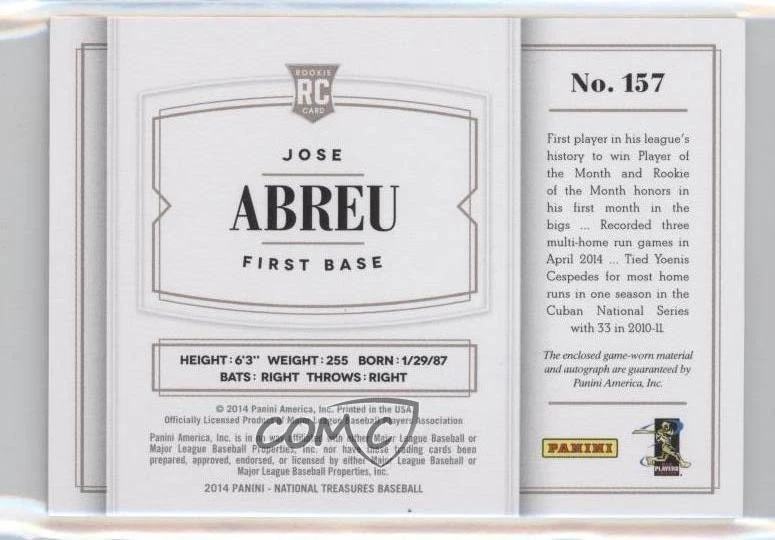 ROOKIE
RC
CARD
JOSE
ABREU
FIRST BASE
HEIGHT: 6'3" WEIGHT: 255 BORN: 1/29/87
BATS: RIGHT THROWS: RIGHT
© 2014 Panini America, Inc. Printed in the USA
Officially Licensed Product of Major League Baseball Players Association
Panini America, Inc. is in no way affiliated with either Major League Baseball or
Major League Baseball Properties, Inc. nor have these trading cards been
prepared, approved, endorsed, or licensed by either Major League Baseball or
Major League Baseball Properties, Inc.
2014 PANINI - NATIONAL TREASURES BASEBALL
COMC
No. 157
First player in his league's
history to win Player of
the Month and Rookie
of the Month honors in
his first month in the
bigs ... Recorded three
multi-home run games in
April 2014 ... Tied Yoenis
Cespedes for most home
runs in one season in the
Cuban National Series
with 33 in 2010-11.
The enclosed game-worn material
and autograph are guaranteed by
Panini America, Inc.
PANINI
PLAYERS